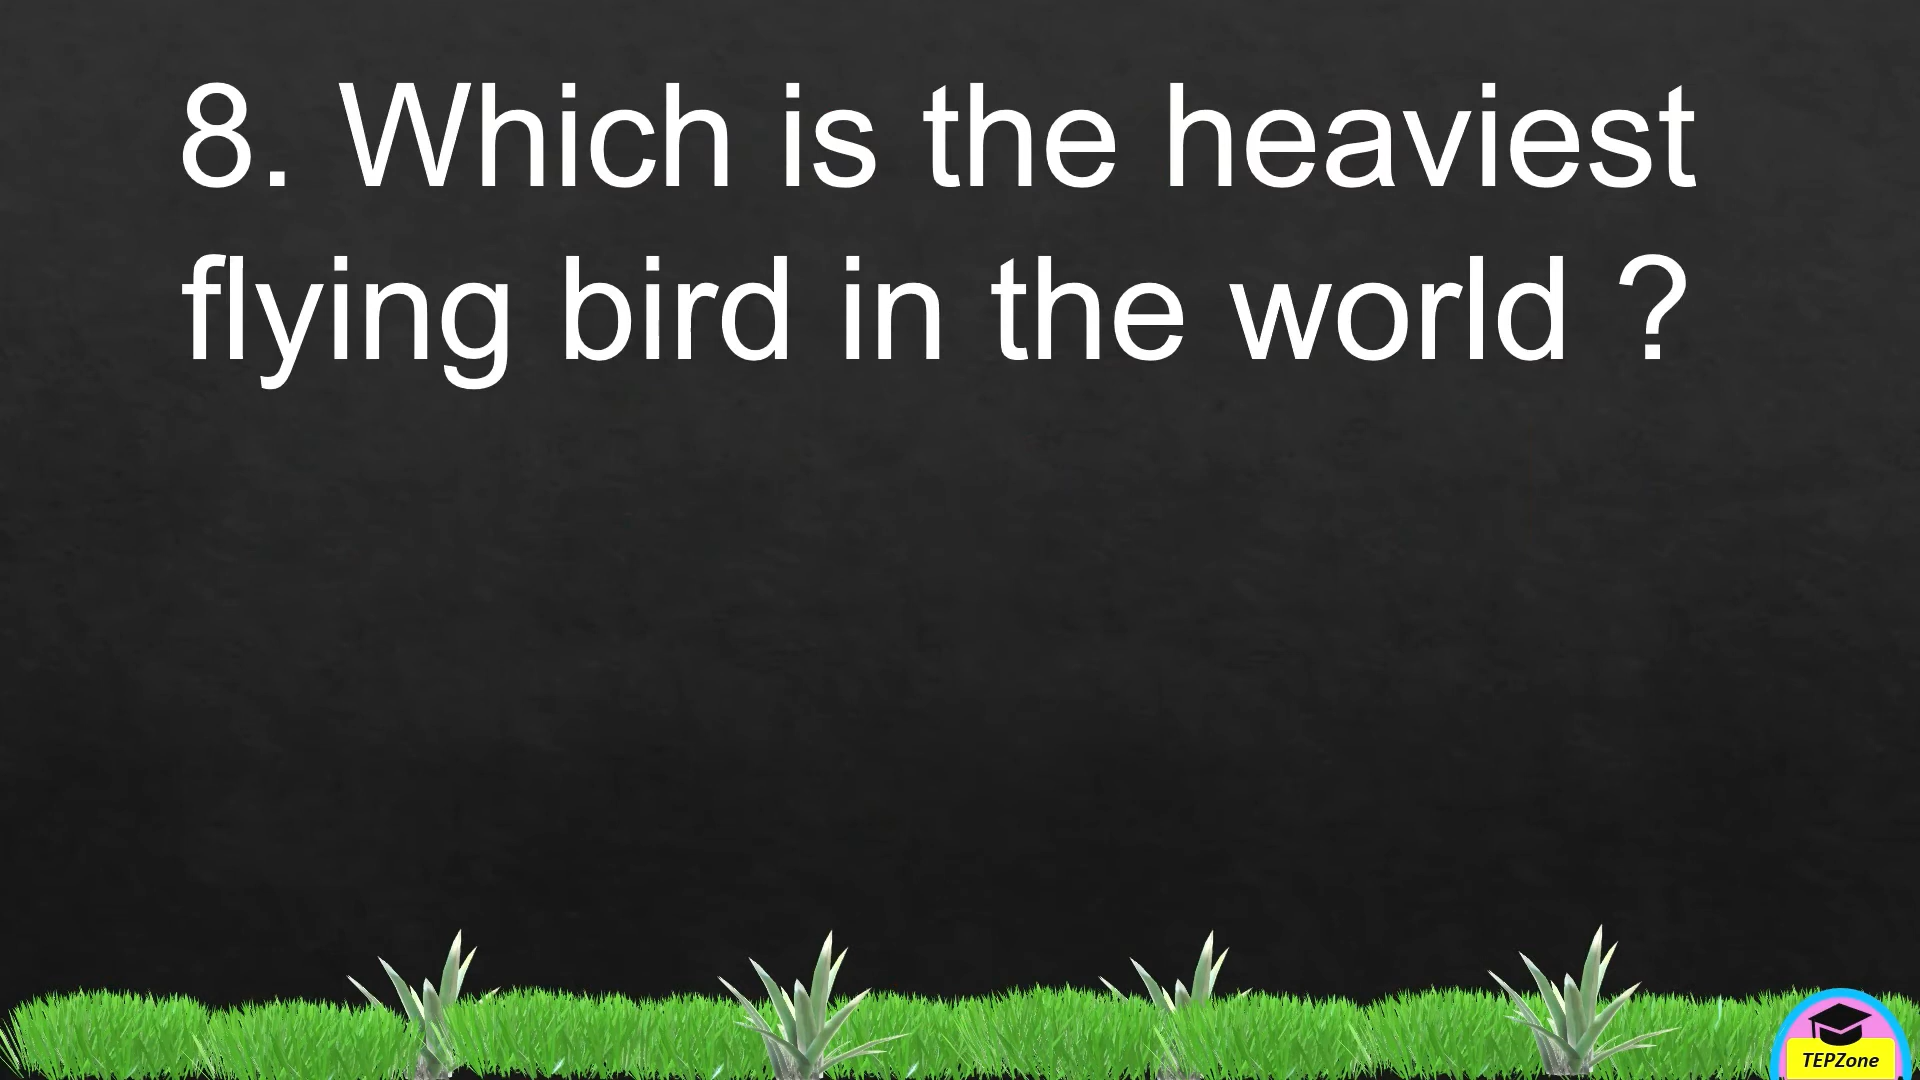 8. Which is the heaviest
flying bird in the world ?
TEPZone